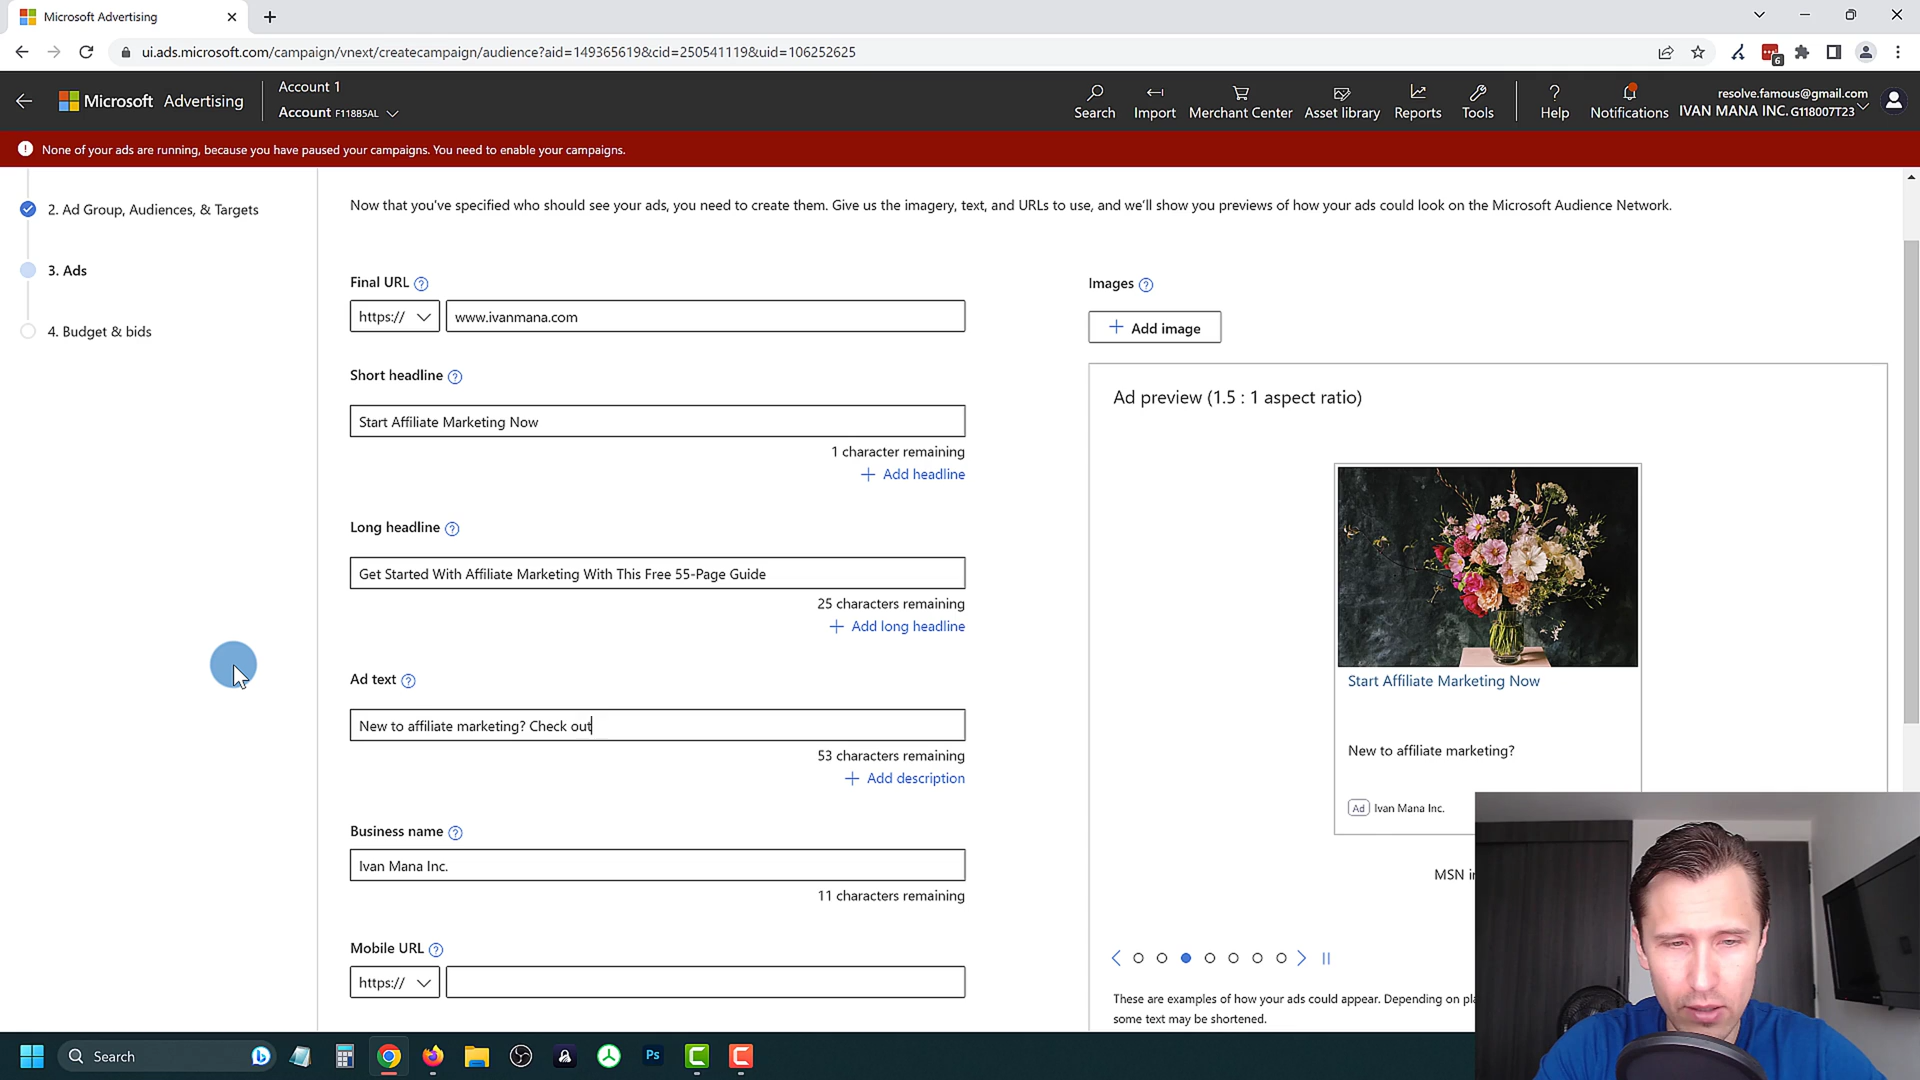 Microsoft Advertising
ui.ads.microsoft.com/campaign/vnext/createcampaign/audience?aid=149365619&cid=250541119&uid=106252625
6
Microsoft Advertising
Account 1
Account F118B5AL
Search
Import
Merchant Center
Asset library
Reports
Tools
Help
Notifications
resolve.famous@gmail.com
IVAN MANA INC. G118007T23
None of your ads are running, because you have paused your campaigns. You need to enable your campaigns.
2. Ad Group, Audiences, & Targets
3. Ads
4. Budget & bids
Now that you've specified who should see your ads, you need to create them. Give us the imagery, text, and URLs to use, and we'll show you previews of how your ads could look on the Microsoft Audience Network.
Final URL
https://
www.ivanmana.com
Short headline
Start Affiliate Marketing Now
1 character remaining
Add headline
Long headline
Get Started With Affiliate Marketing With This Free 55-Page Guide
25 characters remaining
Add long headline
Ad text
New to affiliate marketing? Check out
53 characters remaining
Add description
Business name
Ivan Mana Inc.
11 characters remaining
Mobile URL
https://
Images
Add image
Ad preview (1.5 : 1 aspect ratio)
Start Affiliate Marketing Now
New to affiliate marketing?
Ad Ivan Mana Inc.
MSN
These are examples of how your ads could appear. Depending on
some text may be shortened.
Search
Ps